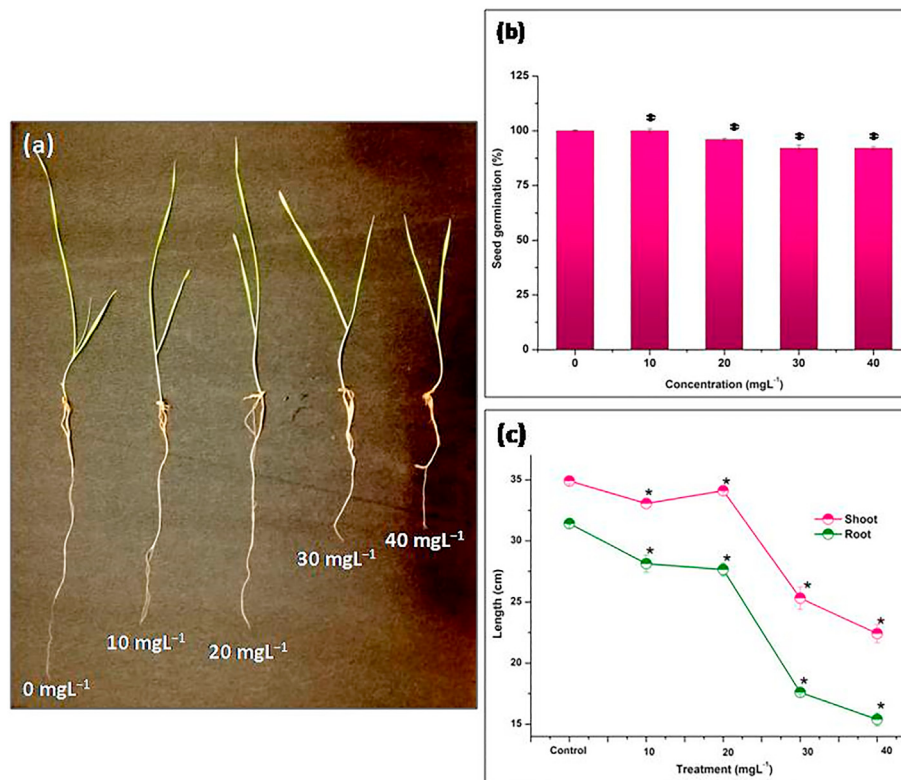 (a)
0 mgL⁻¹
10 mgL⁻¹
20 mgL⁻¹
30 mgL⁻¹
40 mgL⁻¹
(b)
125
100
75
50
25
0
Seed germination (%)
* * * *
0 10 20 30 40
Concentration (mgL⁻¹)
(c)
35
30
25
20
15
Length (cm)
* * * *
* * * *
Shoot
Root
Control 10 20 30 40
Treatment (mgL⁻¹)